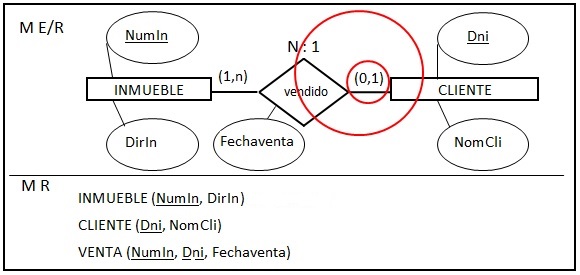 M E/R
NumIn
Dni
N : 1
(1,n)
(0,1)
INMUEBLE
vendido
CLIENTE
DirIn
Fechaventa
NomCli
M R
INMUEBLE (NumIn, DirIn)
CLIENTE (Dni, NomCli)
VENTA (NumIn, Dni, Fechaventa)